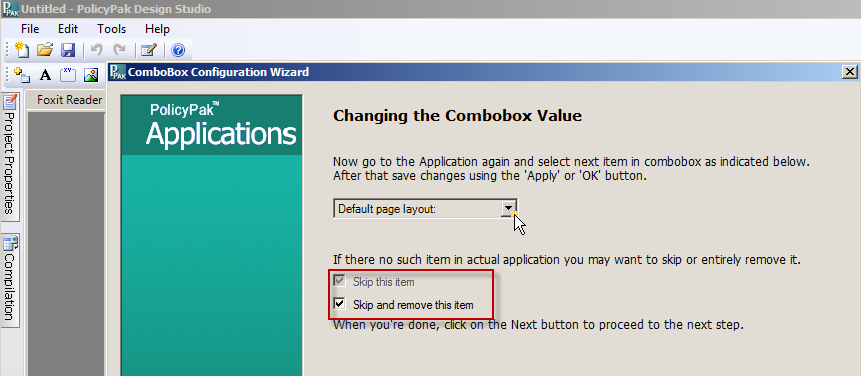 Untitled - PolicyPak Design Studio
File Edit Tools Help
PPAK ComboBox Configuration Wizard
Foxit Reader
Project Properties
Compilation
PolicyPak™
Applications
Changing the Combobox Value
Now go to the Application again and select next item in combobox as indicated below.
After that save changes using the 'Apply' or 'OK' button.
Default page layout:
If there no such item in actual application you may want to skip or entirely remove it.
Skip this item
Skip and remove this item
When you're done, click on the Next button to proceed to the next step.